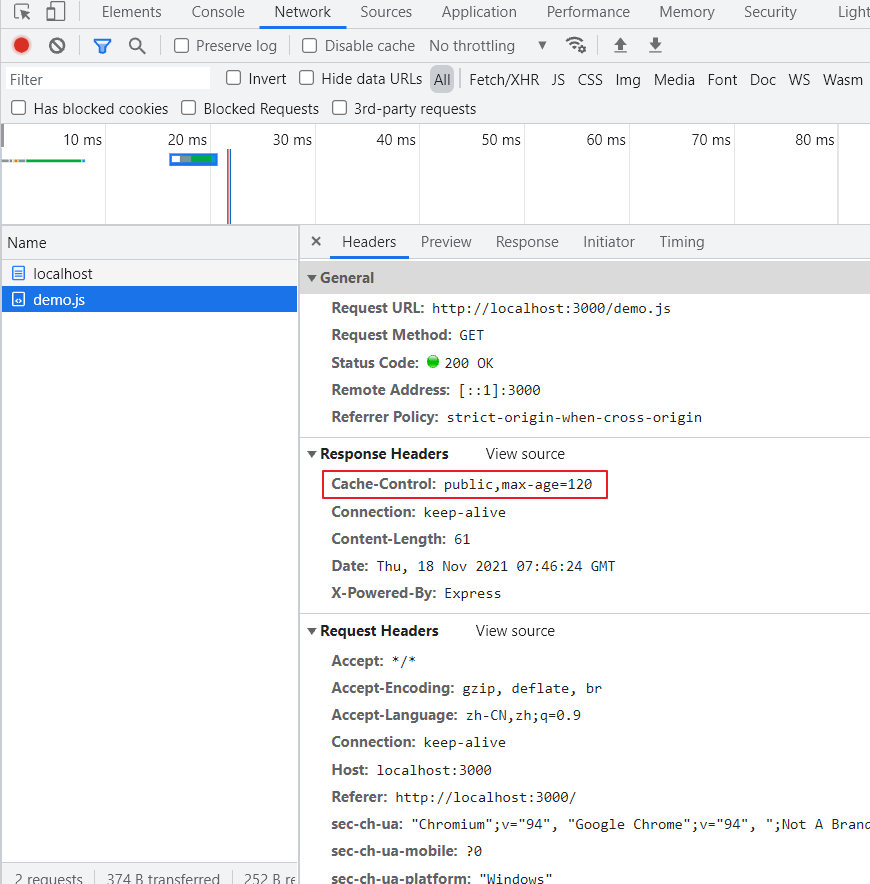 Elements Console Network Sources Application Performance Memory Security Light
Preserve log Disable cache No throttling
Filter Invert Hide data URLs All Fetch/XHR JS CSS Img Media Font Doc WS Wasm
Has blocked cookies Blocked Requests 3rd-party requests
10 ms 20 ms 30 ms 40 ms 50 ms 60 ms 70 ms 80 ms
Name
localhost
demo.js
2 requests 374 B transferred 252 B re
Headers Preview Response Initiator Timing
General
Request URL: http://localhost:3000/demo.js
Request Method: GET
Status Code: 200 OK
Remote Address: [::1]:3000
Referrer Policy: strict-origin-when-cross-origin
Response Headers View source
Cache-Control: public,max-age=120
Connection: keep-alive
Content-Length: 61
Date: Thu, 18 Nov 2021 07:46:24 GMT
X-Powered-By: Express
Request Headers View source
Accept: */*
Accept-Encoding: gzip, deflate, br
Accept-Language: zh-CN,zh;q=0.9
Connection: keep-alive
Host: localhost:3000
Referer: http://localhost:3000/
sec-ch-ua: "Chromium";v="94", "Google Chrome";v="94", ";Not A Brand
sec-ch-ua-mobile: ?0
sec-ch-ua-platform: "Windows"